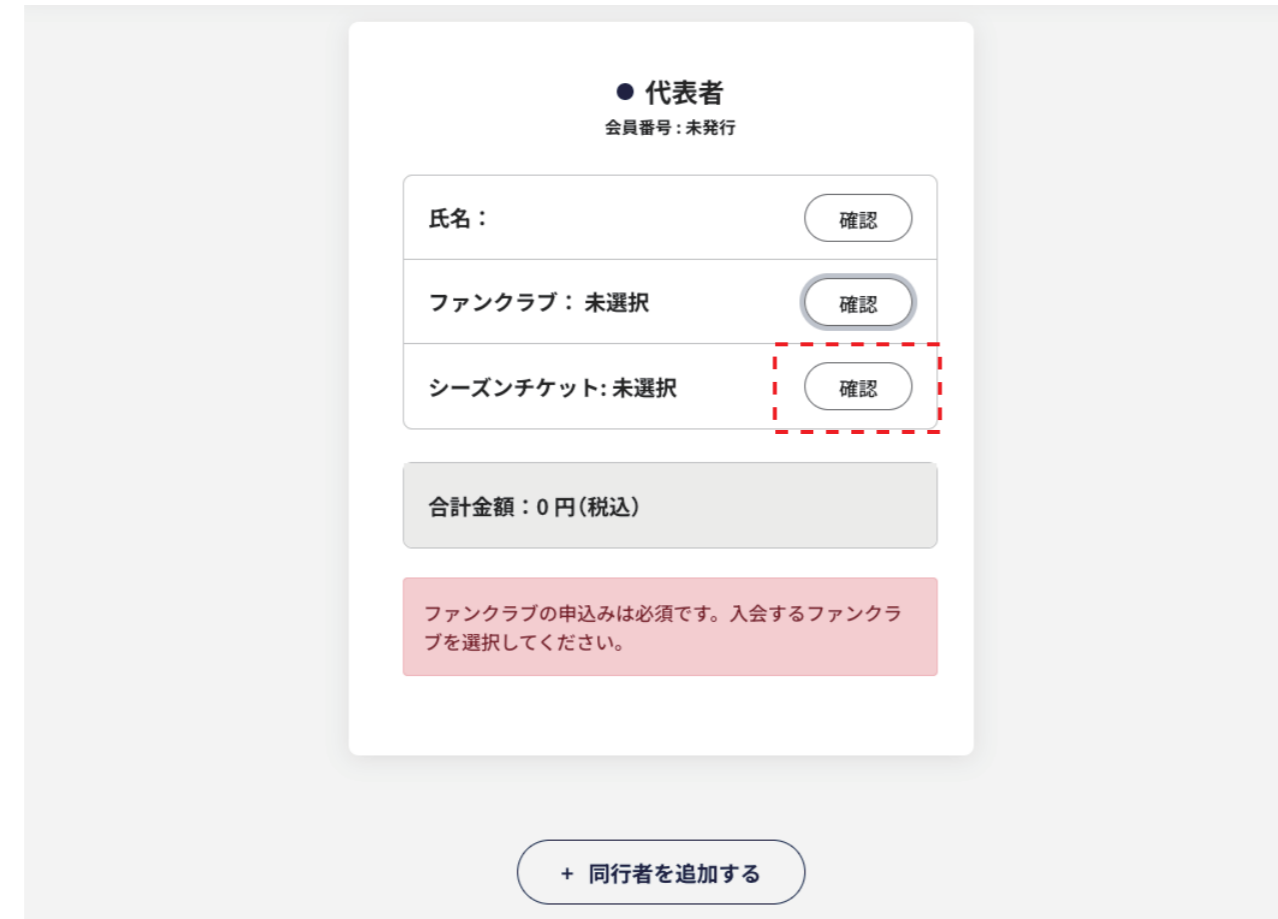 ● 代表者
会員番号 : 未発行
氏名：
確認
ファンクラブ： 未選択
確認
シーズンチケット: 未選択
確認
合計金額：0 円(税込)
ファンクラブの申込みは必須です。入会するファンクラ
ブを選択してください。
+ 同行者を追加する